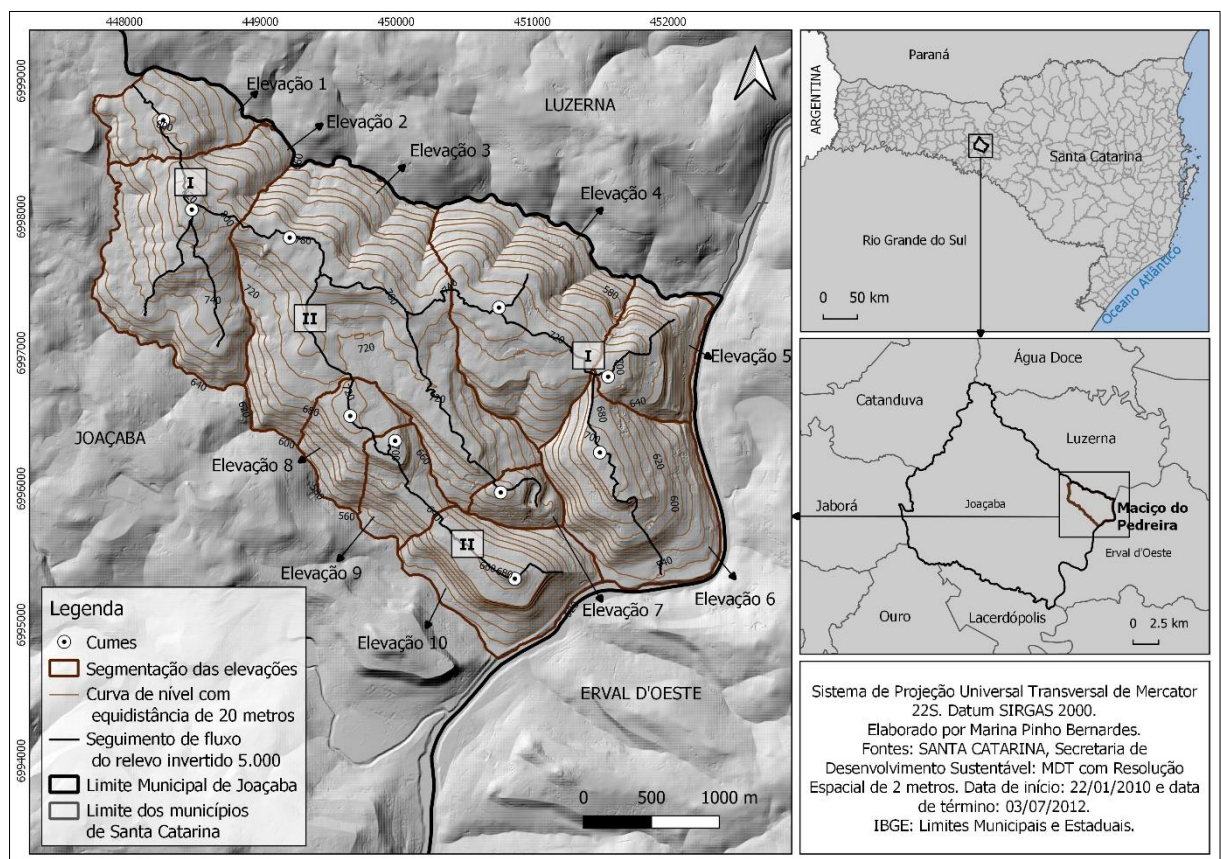 448000
449000
450000
451000
452000
6999000
6998000
6997000
6996000
6995000
6994000
Elevação 1
Elevação 2
Elevação 3
Elevação 4
Elevação 5
Elevação 6
Elevação 7
Elevação 8
Elevação 9
Elevação 10
LUZERNA
JOAÇABA
ERVAL D'OESTE
I
II
I
II
800
780
740
720
640
720
760
740
720
580
640
680
700
620
600
660
600
560
600
680
Legenda
Cumes
Segmentação das elevações
Curva de nível com
equidistância de 20 metros
Seguimento de fluxo
do relevo invertido 5.000
Limite Municipal de Joaçaba
Limite dos municípios
de Santa Catarina
0 500 1000 m
ARGENTINA
Paraná
Santa Catarina
Rio Grande do Sul
Oceano Atlântico
0 50 km
Água Doce
Catanduva
Luzerna
Jaborá
Joaçaba
Maciço do
Pedreira
Erval d'Oeste
Ouro
Lacerdópolis
0 2.5 km
Sistema de Projeção Universal Transversal de Mercator
22S. Datum SIRGAS 2000.
Elaborado por Marina Pinho Bernardes.
Fontes: SANTA CATARINA, Secretaria de
Desenvolvimento Sustentável: MDT com Resolução
Espacial de 2 metros. Data de início: 22/01/2010 e data
de término: 03/07/2012.
IBGE: Limites Municipais e Estaduais.